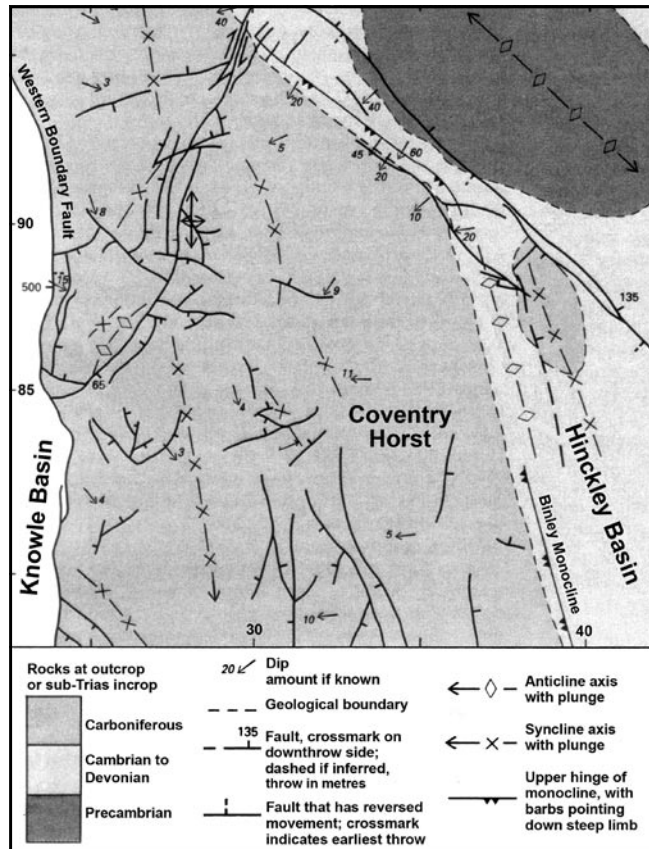 40
30
3
20
40
Western Boundary Fault
5
45
60
20
8
10
90
20
15
500
9
135
65
11
85
4
Coventry
Horst
Hinckley Basin
Knowle Basin
3
14
5
Binley Monocline
10
30
40
Rocks at outcrop
or sub-Trias incrop
Carboniferous
Cambrian to
Devonian
Precambrian
20
Dip
amount if known
Geological boundary
135
Fault, crossmark on
downthrow side;
dashed if inferred,
throw in metres
Fault that has reversed
movement; crossmark
indicates earliest throw
Anticline axis
with plunge
Syncline axis
with plunge
Upper hinge of
monocline, with
barbs pointing
down steep limb